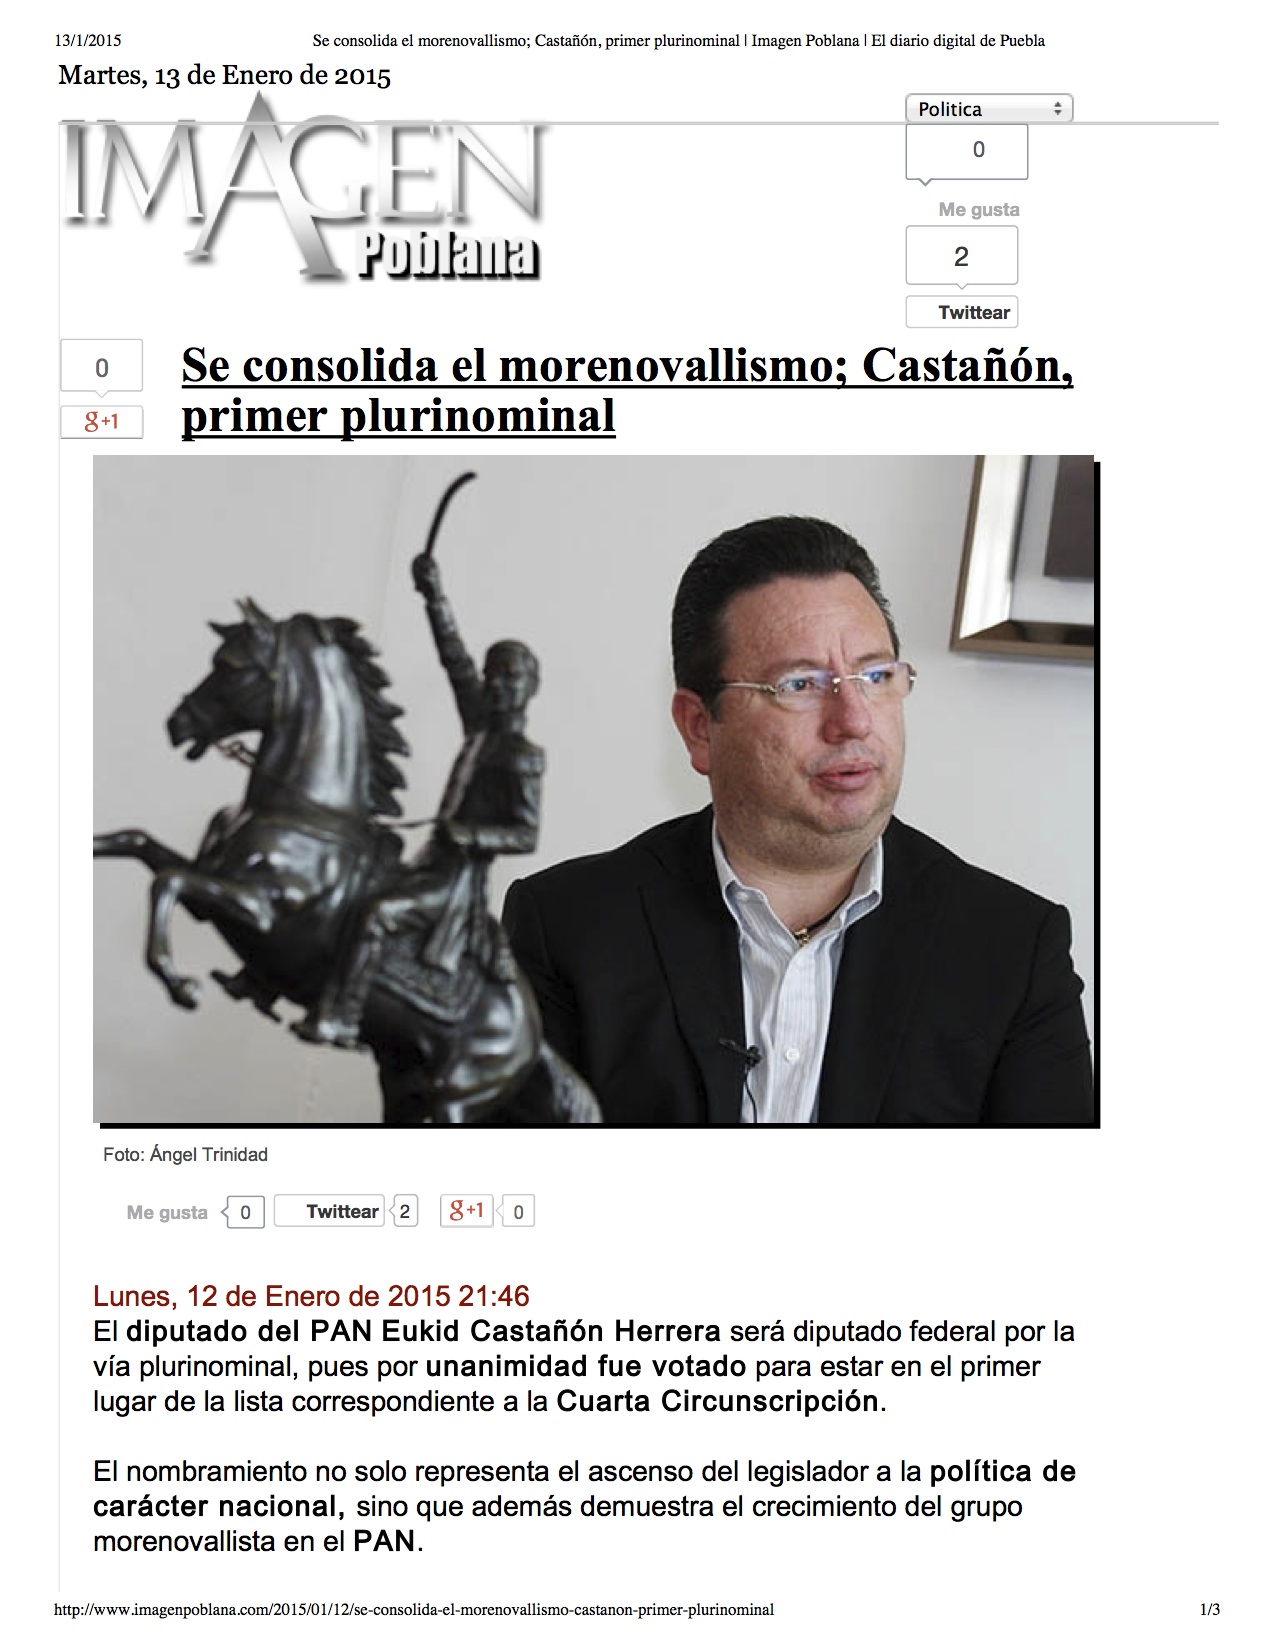 13/1/2015 Se consolida el morenovallismo; Castañón, primer plurinominal | Imagen Poblana | El diario digital de Puebla
Martes, 13 de Enero de 2015
Politica
IMAGEN
Poblana
0
Me gusta
2
Twittear
0
g+1
Se consolida el morenovallismo; Castañón,
primer plurinominal
Foto: Ángel Trinidad
Me gusta 0 Twittear 2 g+1 0
Lunes, 12 de Enero de 2015 21:46
El diputado del PAN Eukid Castañón Herrera será diputado federal por la
vía plurinominal, pues por unanimidad fue votado para estar en el primer
lugar de la lista correspondiente a la Cuarta Circunscripción.
El nombramiento no solo representa el ascenso del legislador a la política de
carácter nacional, sino que además demuestra el crecimiento del grupo
morenovallista en el PAN.
http://www.imagenpoblana.com/2015/01/12/se-consolida-el-morenovallismo-castanon-primer-plurinominal 1/3